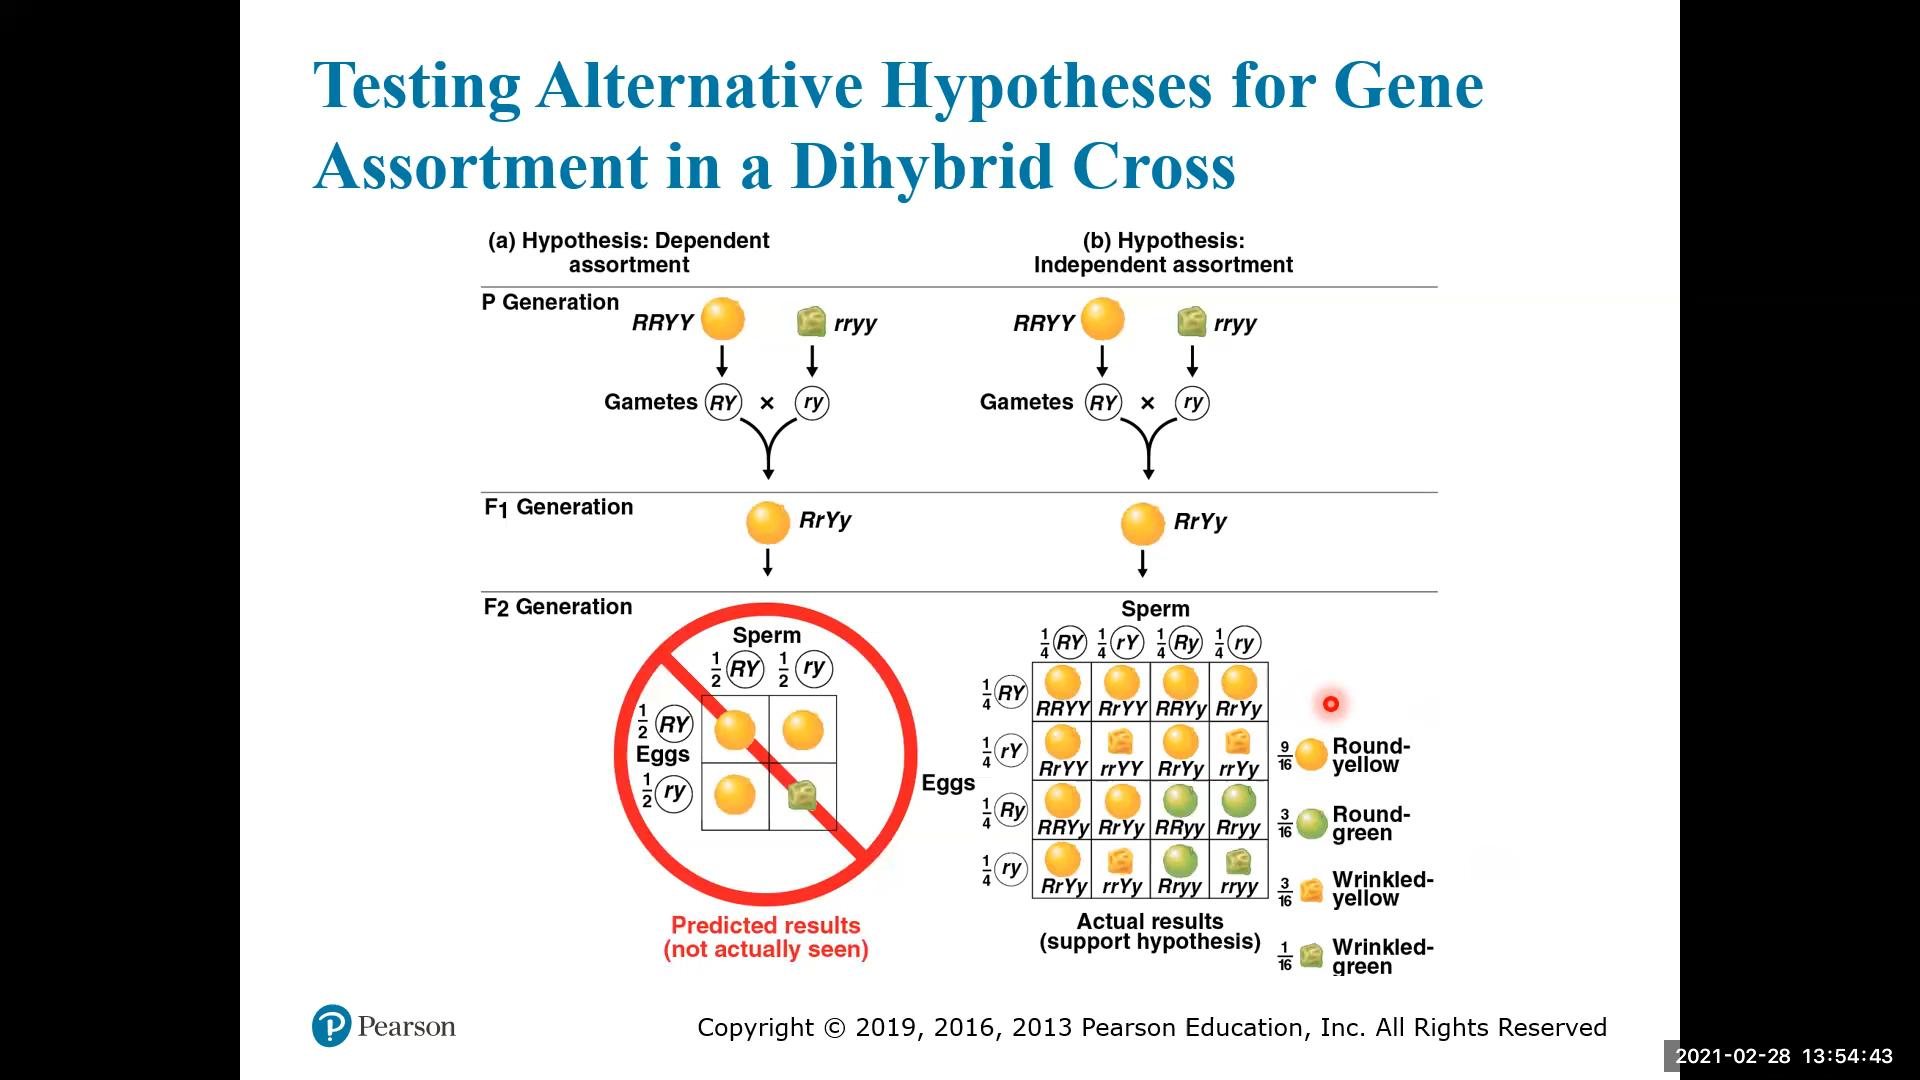 Testing Alternative Hypotheses for Gene
Assortment in a Dihybrid Cross
(a) Hypothesis: Dependent
assortment
(b) Hypothesis:
Independent assortment
P Generation
RRYY
rryy
RRYY
rryy
Gametes RY × ry
Gametes RY × ry
F1 Generation
RrYy
RrYy
F2 Generation
Sperm
1/2 RY 1/2 ry
1/2 RY
Eggs
1/2 ry
Predicted results
(not actually seen)
Sperm
1/4 RY 1/4 rY 1/4 Ry 1/4 ry
Eggs
1/4 RY
RRYY RrYY RRYy RrYy
1/4 rY
RrYY rrYY RrYy rrYy
1/4 Ry
RRYy RrYy RRyy Rryy
1/4 ry
RrYy rrYy Rryy rryy
Actual results
(support hypothesis)
9/16 Round-
yellow
3/16 Round-
green
3/16 Wrinkled-
yellow
1/16 Wrinkled-
green
P Pearson
Copyright © 2019, 2016, 2013 Pearson Education, Inc. All Rights Reserved
2021-02-28 13:54:43